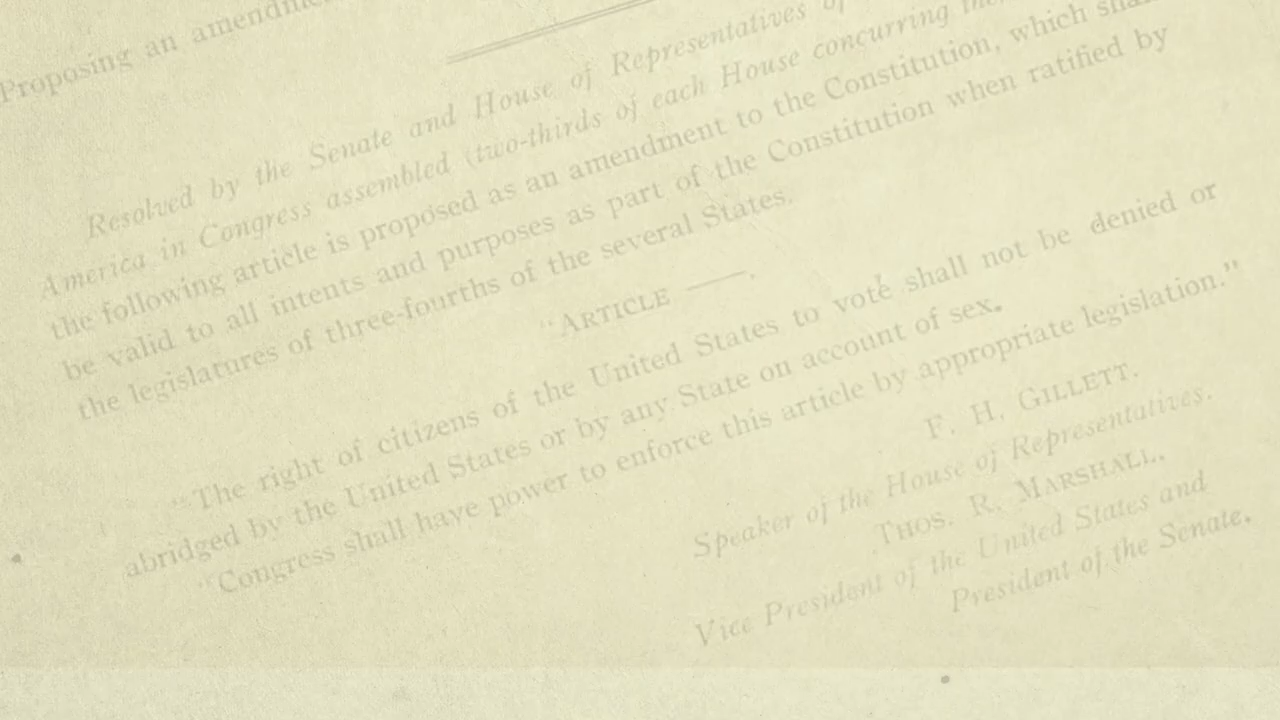 Proposing an
Resolved by the Senate and House of Representatives of
America in Congress assembled (two-thirds of each House concurring
the following article is proposed as an amendment to the Constitution, which
be valid to all intents and purposes as part of the Constitution when ratified by
the legislatures of three-fourths of the several States.
"ARTICLE ——.
"The right of citizens of the United States to vote shall not be denied or
abridged by the United States or by any State on account of sex.
"Congress shall have power to enforce this article by appropriate legislation."
F. H. GILLETT.
Speaker of the House of Representatives.
THOS. R. MARSHALL.
Vice President of the United States and
President of the Senate.